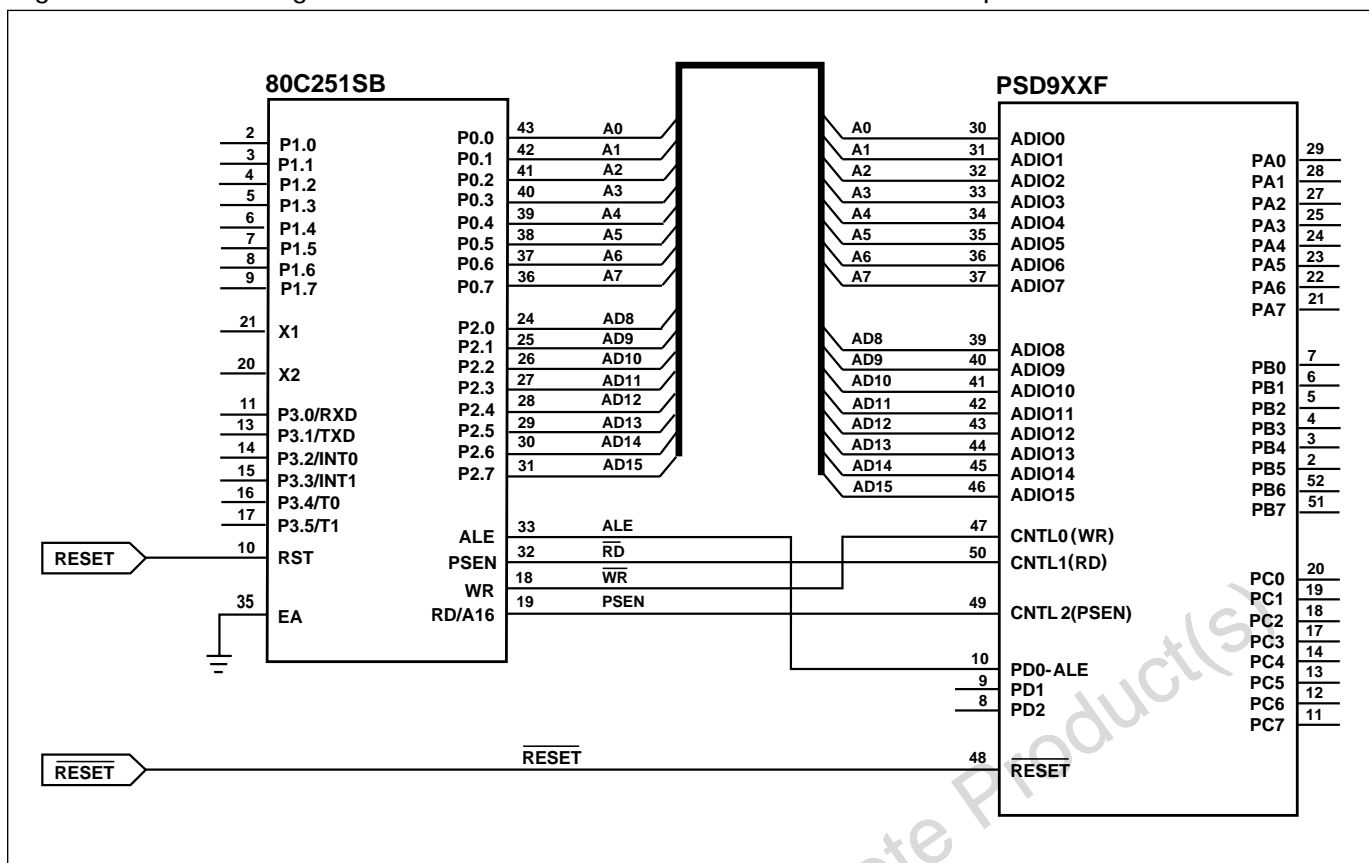 80C251SB
2 P1.0
3 P1.1
4 P1.2
5 P1.3
6 P1.4
7 P1.5
8 P1.6
9 P1.7
21 X1
20 X2
11 P3.0/RXD
13 P3.1/TXD
14 P3.2/INT0
15 P3.3/INT1
16 P3.4/T0
17 P3.5/T1
RESET 10 RST
35 EA
P0.0 43 A0
P0.1 42 A1
P0.2 41 A2
P0.3 40 A3
P0.4 39 A4
P0.5 38 A5
P0.6 37 A6
P0.7 36 A7
P2.0 24 AD8
P2.1 25 AD9
P2.2 26 AD10
P2.3 27 AD11
P2.4 28 AD12
P2.5 29 AD13
P2.6 30 AD14
P2.7 31 AD15
ALE 33 ALE
PSEN 32 RD
WR 18 WR
RD/A16 19 PSEN
PSD9XXF
A0 30 ADIO0
A1 31 ADIO1
A2 32 ADIO2
A3 33 ADIO3
A4 34 ADIO4
A5 35 ADIO5
A6 36 ADIO6
A7 37 ADIO7
AD8 39 ADIO8
AD9 40 ADIO9
AD10 41 ADIO10
AD11 42 ADIO11
AD12 43 ADIO12
AD13 44 ADIO13
AD14 45 ADIO14
AD15 46 ADIO15
47 CNTL0(WR)
50 CNTL1(RD)
49 CNTL 2(PSEN)
10 PD0-ALE
9 PD1
8 PD2
RESET RESET 48 RESET
PA0 29
PA1 28
PA2 27
PA3 25
PA4 24
PA5 23
PA6 22
PA7 21
PB0 7
PB1 6
PB2 5
PB3 4
PB4 3
PB5 2
PB6 52
PB7 51
PC0 20
PC1 19
PC2 18
PC3 17
PC4 14
PC5 13
PC6 12
PC7 11
Product(s)